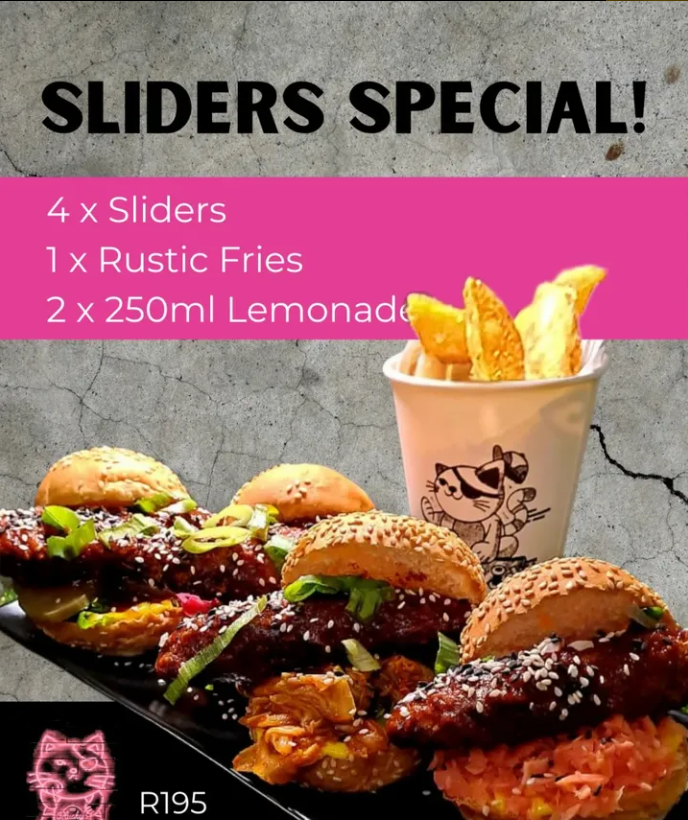 SLIDERS SPECIAL!
4 x Sliders
1 x Rustic Fries
2 x 250ml Lemonade
R195